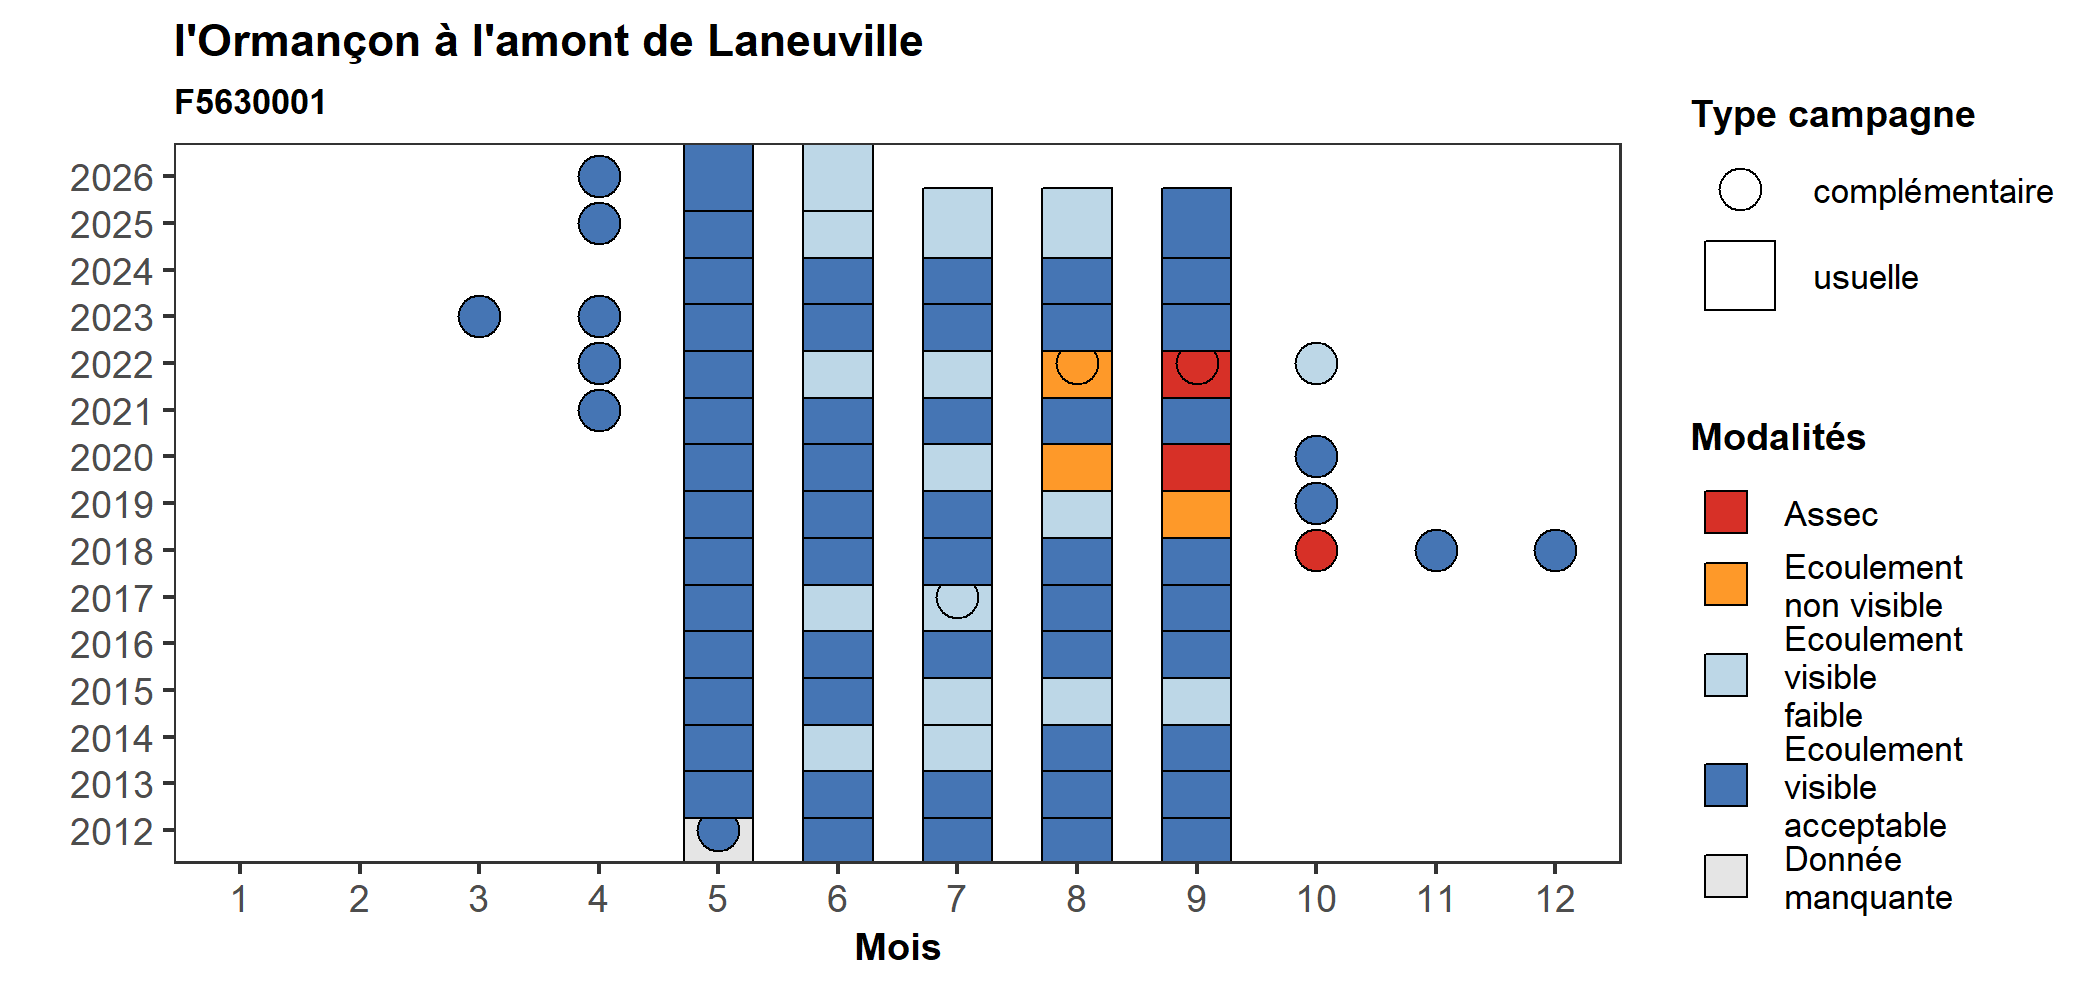 l'Ormançon à l'amont de Laneuville
F5630001
2026
2025
2024
2023
2022
2021
2020
2019
2018
2017
2016
2015
2014
2013
2012
1 2 3 4 5 6 7 8 9 10 11 12
Mois
Type campagne
complémentaire
usuelle
Modalités
Assec
Ecoulement
non visible
Ecoulement
visible
faible
Ecoulement
visible
acceptable
Donnée
manquante